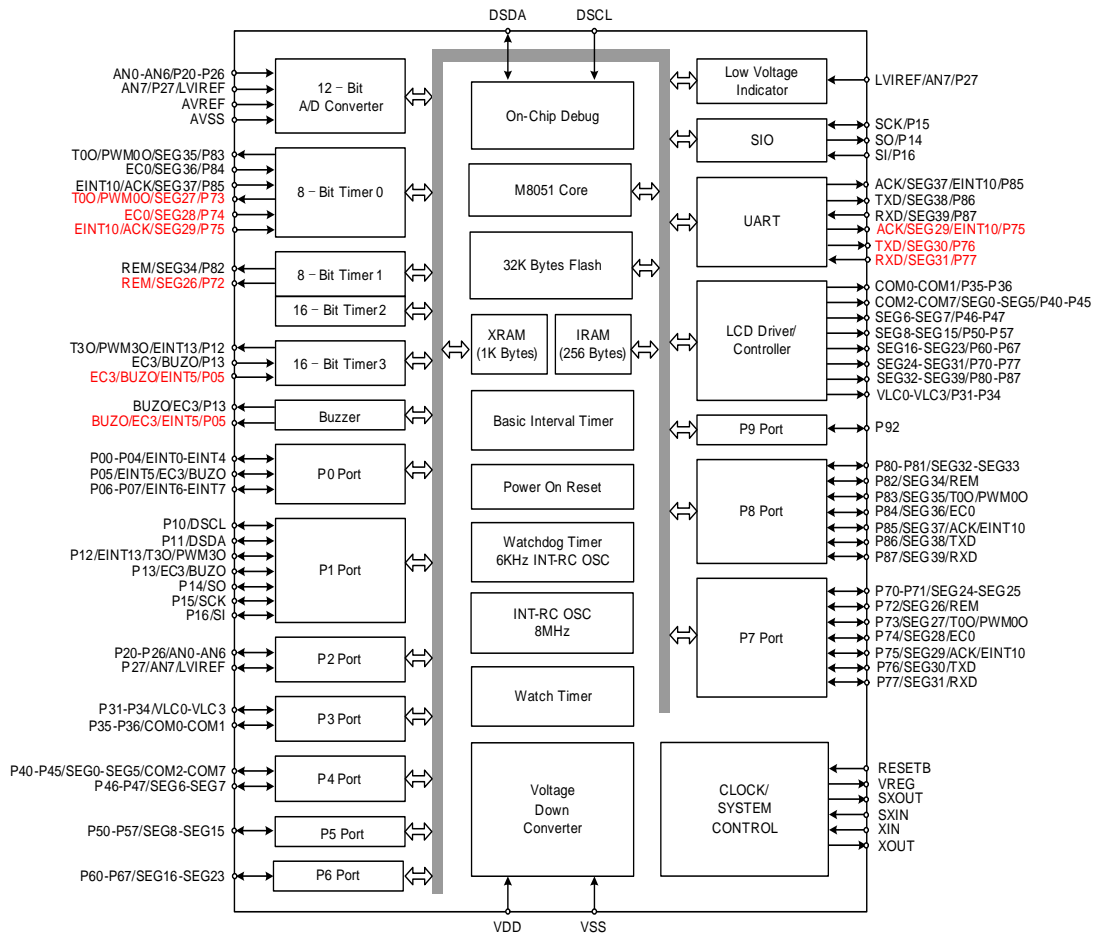 DSDA
DSCL
AN0-AN6/P20-P26
AN7/P27/LVIREF
AVREF
AVSS
12 – Bit
A/D Converter
T0O/PWM0O/SEG35/P83
EC0/SEG36/P84
EINT10/ACK/SEG37/P85
T0O/PWM0O/SEG27/P73
EC0/SEG28/P74
EINT10/ACK/SEG29/P75
8 – Bit Timer 0
REM/SEG34/P82
REM/SEG26/P72
8 – Bit Timer 1
16 – Bit Timer2
T3O/PWM3O/EINT13/P12
EC3/BUZO/P13
EC3/BUZO/EINT5/P05
16 – Bit Timer3
BUZO/EC3/P13
BUZO/EC3/EINT5/P05
Buzzer
P00-P04/EINT0-EINT4
P05/EINT5/EC3/BUZO
P06-P07/EINT6-EINT7
P0 Port
P10/DSCL
P11/DSDA
P12/EINT13/T3O/PWM3O
P13/EC3/BUZO
P14/SO
P15/SCK
P16/SI
P1 Port
P20-P26/AN0-AN6
P27/AN7/LVIREF
P2 Port
P31-P34/VLC0-VLC3
P35-P36/COM0-COM1
P3 Port
P40-P45/SEG0-SEG5/COM2-COM7
P46-P47/SEG6-SEG7
P4 Port
P50-P57/SEG8-SEG15
P5 Port
P60-P67/SEG16-SEG23
P6 Port
On-Chip Debug
M8051 Core
32K Bytes Flash
XRAM
(1K Bytes)
IRAM
(256 Bytes)
Basic Interval Timer
Power On Reset
Watchdog Timer
6KHz INT-RC OSC
INT-RC OSC
8MHz
Watch Timer
Voltage
Down
Converter
VDD
VSS
Low Voltage
Indicator
LVIREF/AN7/P27
SIO
SCK/P15
SO/P14
SI/P16
UART
ACK/SEG37/EINT10/P85
TXD/SEG38/P86
RXD/SEG39/P87
ACK/SEG29/EINT10/P75
TXD/SEG30/P76
RXD/SEG31/P77
LCD Driver/
Controller
COM0-COM1/P35-P36
COM2-COM7/SEG0-SEG5/P40-P45
SEG6-SEG7/P46-P47
SEG8-SEG15/P50-P57
SEG16-SEG23/P60-P67
SEG24-SEG31/P70-P77
SEG32-SEG39/P80-P87
VLC0-VLC3/P31-P34
P9 Port
P92
P8 Port
P80-P81/SEG32-SEG33
P82/SEG34/REM
P83/SEG35/T0O/PWM0O
P84/SEG36/EC0
P85/SEG37/ACK/EINT10
P86/SEG38/TXD
P87/SEG39/RXD
P7 Port
P70-P71/SEG24-SEG25
P72/SEG26/REM
P73/SEG27/T0O/PWM0O
P74/SEG28/EC0
P75/SEG29/ACK/EINT10
P76/SEG30/TXD
P77/SEG31/RXD
CLOCK/
SYSTEM
CONTROL
RESETB
VREG
SXOUT
SXIN
XIN
XOUT